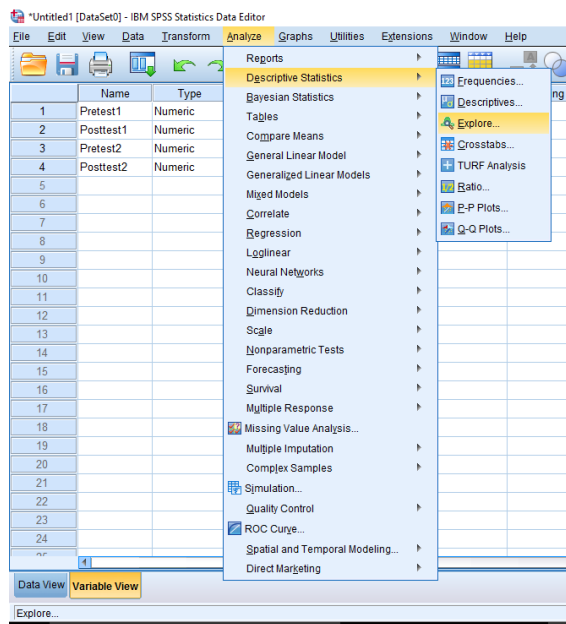 *Untitled1 [DataSet0] - IBM SPSS Statistics Data Editor
File Edit View Data Transform Analyze Graphs Utilities Extensions Window Help
Name Type
1 Pretest1 Numeric
2 Posttest1 Numeric
3 Pretest2 Numeric
4 Posttest2 Numeric
5
6
7
8
9
10
11
12
13
14
15
16
17
18
19
20
21
22
23
24
Reports
Descriptive Statistics
Bayesian Statistics
Tables
Compare Means
General Linear Model
Generalized Linear Models
Mixed Models
Correlate
Regression
Loglinear
Neural Networks
Classify
Dimension Reduction
Scale
Nonparametric Tests
Forecasting
Survival
Multiple Response
Missing Value Analysis...
Multiple Imputation
Complex Samples
Simulation...
Quality Control
ROC Curve...
Spatial and Temporal Modeling...
Direct Marketing
Frequencies...
Descriptives...
Explore...
Crosstabs...
TURF Analysis
Ratio...
P-P Plots...
Q-Q Plots...
ng
Data View Variable View
Explore...